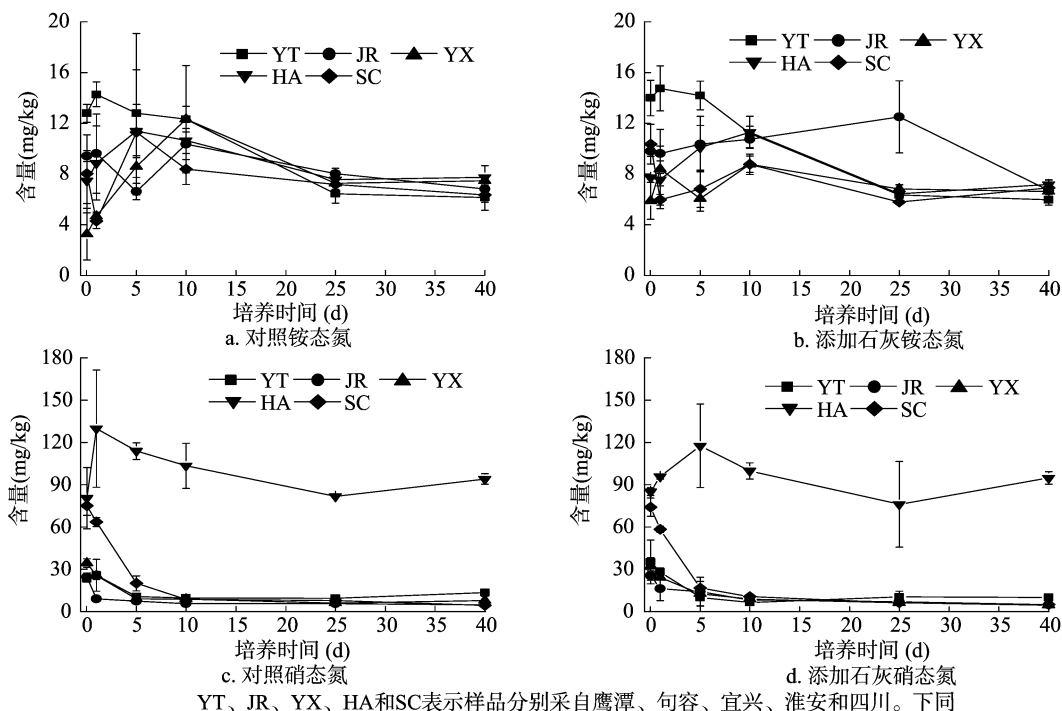 20
16
12
8
4
0
含量(mg/kg)
YT JR YX
HA SC
0 5 10 15 20 25 30 35 40
培养时间 (d)
a. 对照铵态氮
20
16
12
8
4
0
含量(mg/kg)
YT JR YX
HA SC
0 5 10 15 20 25 30 35 40
培养时间 (d)
b. 添加石灰铵态氮
180
150
120
90
60
30
0
含量(mg/kg)
YT JR YX
HA SC
0 5 10 15 20 25 30 35 40
培养时间 (d)
c. 对照硝态氮
180
150
120
90
60
30
0
含量(mg/kg)
YT JR YX
HA SC
0 5 10 15 20 25 30 35 40
培养时间 (d)
d. 添加石灰硝态氮
YT、JR、YX、HA和SC表示样品分别采自鹰潭、句容、宜兴、淮安和四川。下同